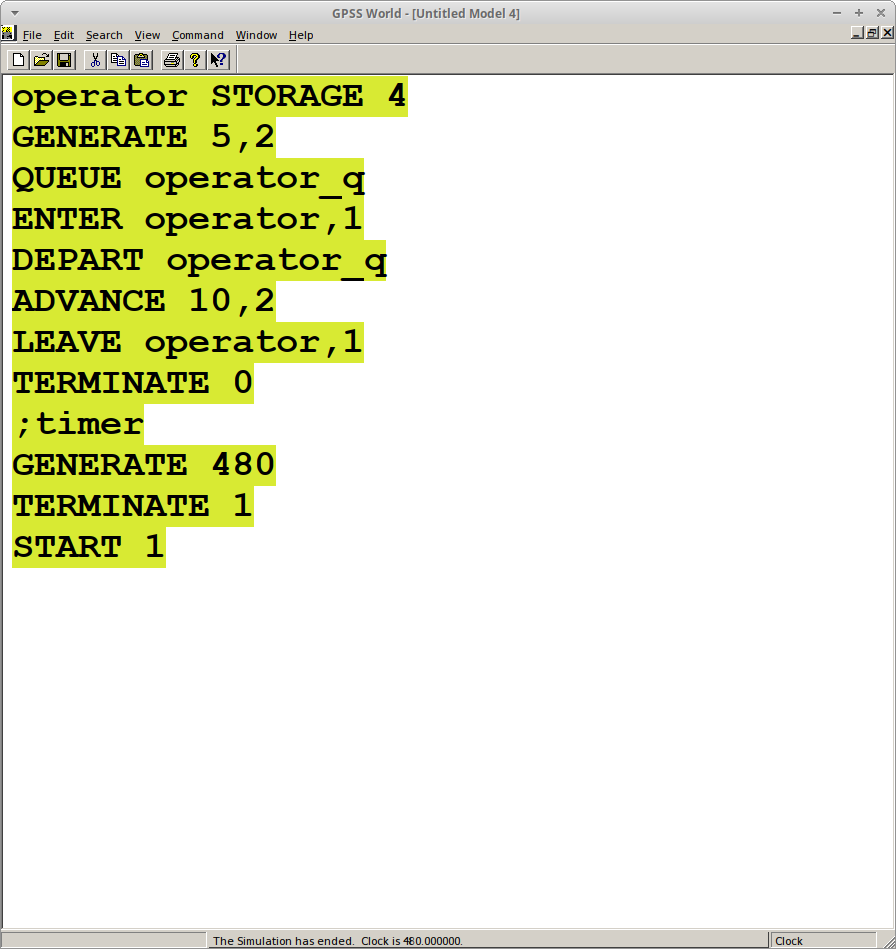 GPSS World - [Untitled Model 4]
File Edit Search View Command Window Help
operator STORAGE 4
GENERATE 5,2
QUEUE operator_q
ENTER operator,1
DEPART operator_q
ADVANCE 10,2
LEAVE operator,1
TERMINATE 0
;timer
GENERATE 480
TERMINATE 1
START 1
The Simulation has ended. Clock is 480.000000.
Clock